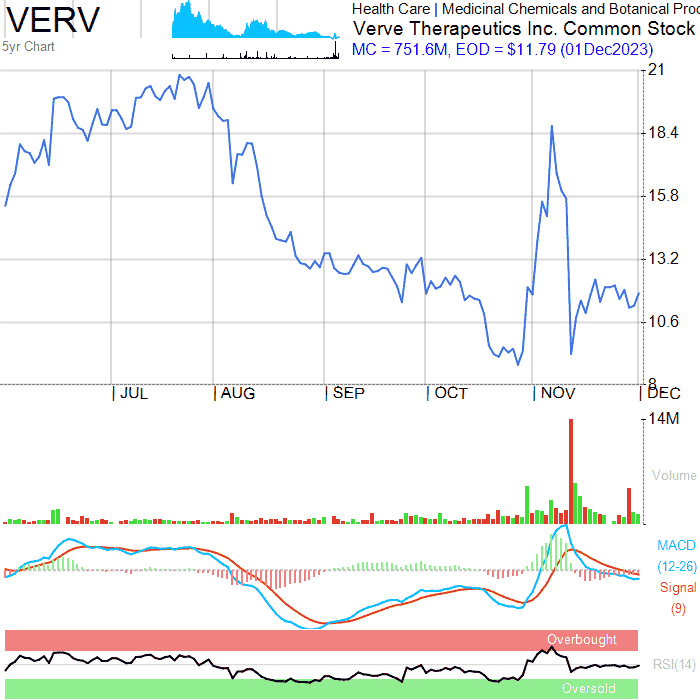 VERV
5yr Chart
Health Care | Medicinal Chemicals and Botanical Prod
Verve Therapeutics Inc. Common Stock
MC = 751.6M, EOD = $11.79 (01Dec2023)
21
18.4
15.8
13.2
10.6
8
JUL AUG SEP OCT NOV DEC
14M
Volume
MACD
(12-26)
Signal
(9)
Overbought
RSI(14)
Oversold